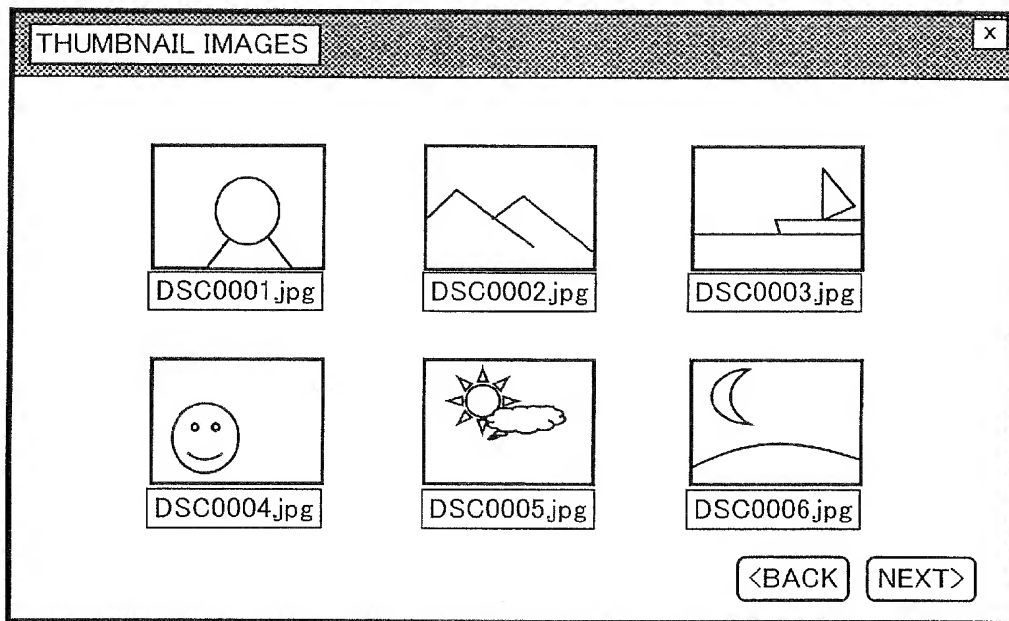 THUMBNAIL IMAGES
x
DSC0001.jpg
DSC0002.jpg
DSC0003.jpg
DSC0004.jpg
DSC0005.jpg
DSC0006.jpg
<BACK
NEXT>